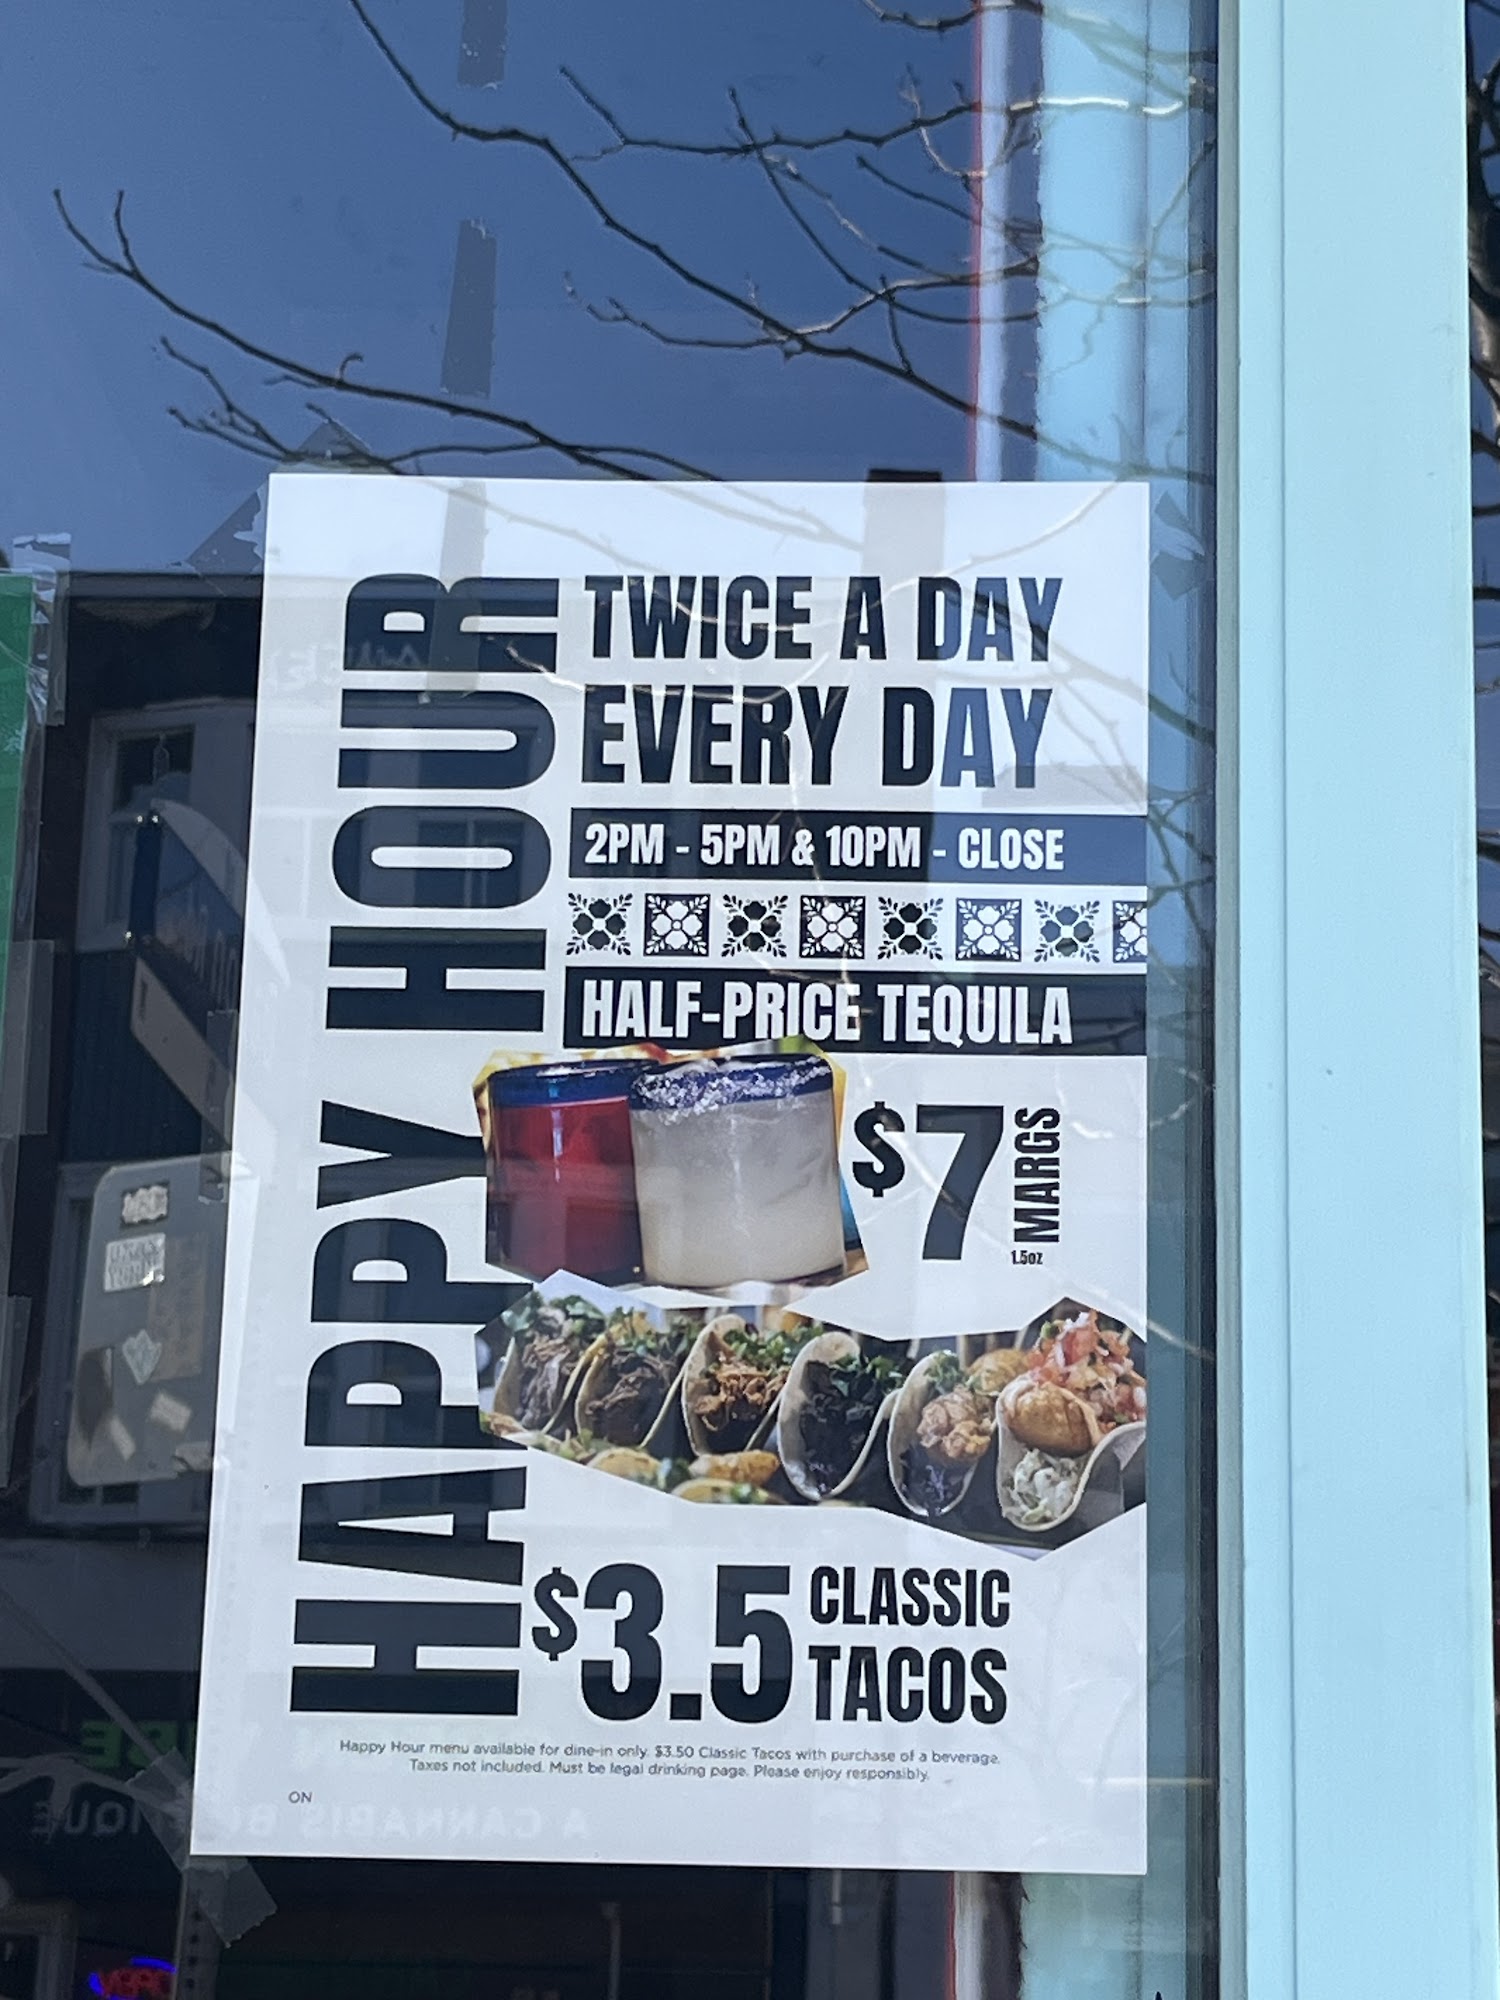 HAPPY HOUR
TWICE A DAY
EVERY DAY
2PM - 5PM & 10PM - CLOSE
HALF-PRICE TEQUILA
$7 MARGS
1.5oz
$3.5 CLASSIC
TACOS
Happy Hour menu available for dine-in only. $3.50 Classic Tacos with purchase of a beverage.
Taxes not included. Must be legal drinking page. Please enjoy responsibly.
ON
A CANNABIS
OPEN